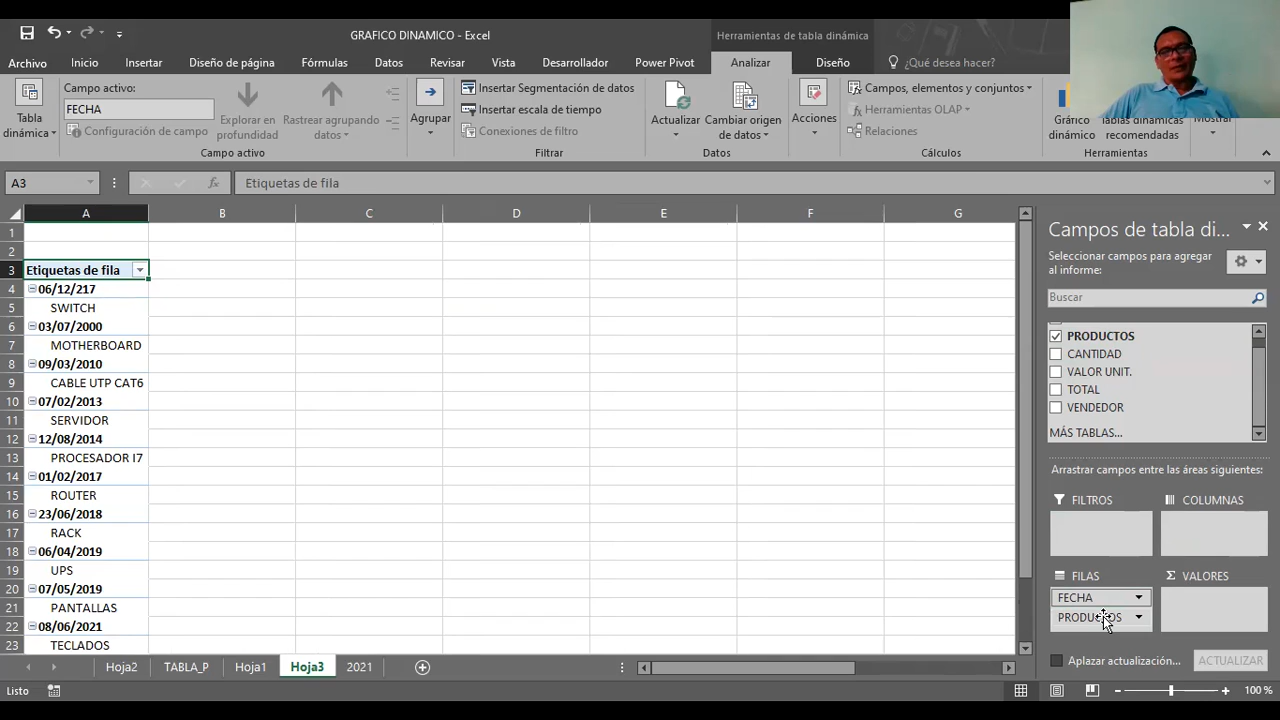 GRAFICO DINAMICO - Excel
Herramientas de tabla dinámica
Archivo Inicio Insertar Diseño de página Fórmulas Datos Revisar Vista Desarrollador Power Pivot Analizar Diseño ¿Qué desea hacer?
Tabla dinámica
Campo activo:
FECHA
Configuración de campo
Explorar en profundidad
Rastrear agrupando datos
Campo activo
Agrupar
Insertar Segmentación de datos
Insertar escala de tiempo
Conexiones de filtro
Filtrar
Actualizar
Cambiar origen de datos
Datos
Acciones
Campos, elementos y conjuntos
Herramientas OLAP
Relaciones
Cálculos
Gráfico dinámico
Tablas dinámicas recomendadas
Herramientas
Mostrar
A3
fx
Etiquetas de fila
A B C D E F G
1
2
3 Etiquetas de fila
4 06/12/217
5 SWITCH
6 03/07/2000
7 MOTHERBOARD
8 09/03/2010
9 CABLE UTP CAT6
10 07/02/2013
11 SERVIDOR
12 12/08/2014
13 PROCESADOR I7
14 01/02/2017
15 ROUTER
16 23/06/2018
17 RACK
18 06/04/2019
19 UPS
20 07/05/2019
21 PANTALLAS
22 08/06/2021
23 TECLADOS
Hoja2 TABLA_P Hoja1 Hoja3 2021
Listo
100 %
Campos de tabla di...
Seleccionar campos para agregar al informe:
Buscar
PRODUCTOS
CANTIDAD
VALOR UNIT.
TOTAL
VENDEDOR
MÁS TABLAS...
Arrastrar campos entre las áreas siguientes:
FILTROS
COLUMNAS
FILAS
Σ VALORES
FECHA
PRODUCTOS
Aplazar actualización...
ACTUALIZAR